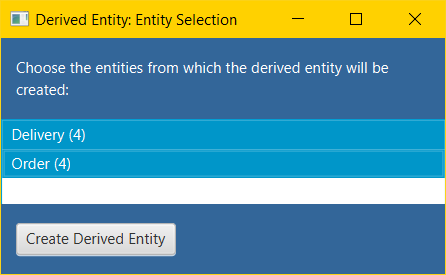 Derived Entity: Entity Selection
Choose the entities from which the derived entity will be
created:
Delivery (4)
Order (4)
Create Derived Entity